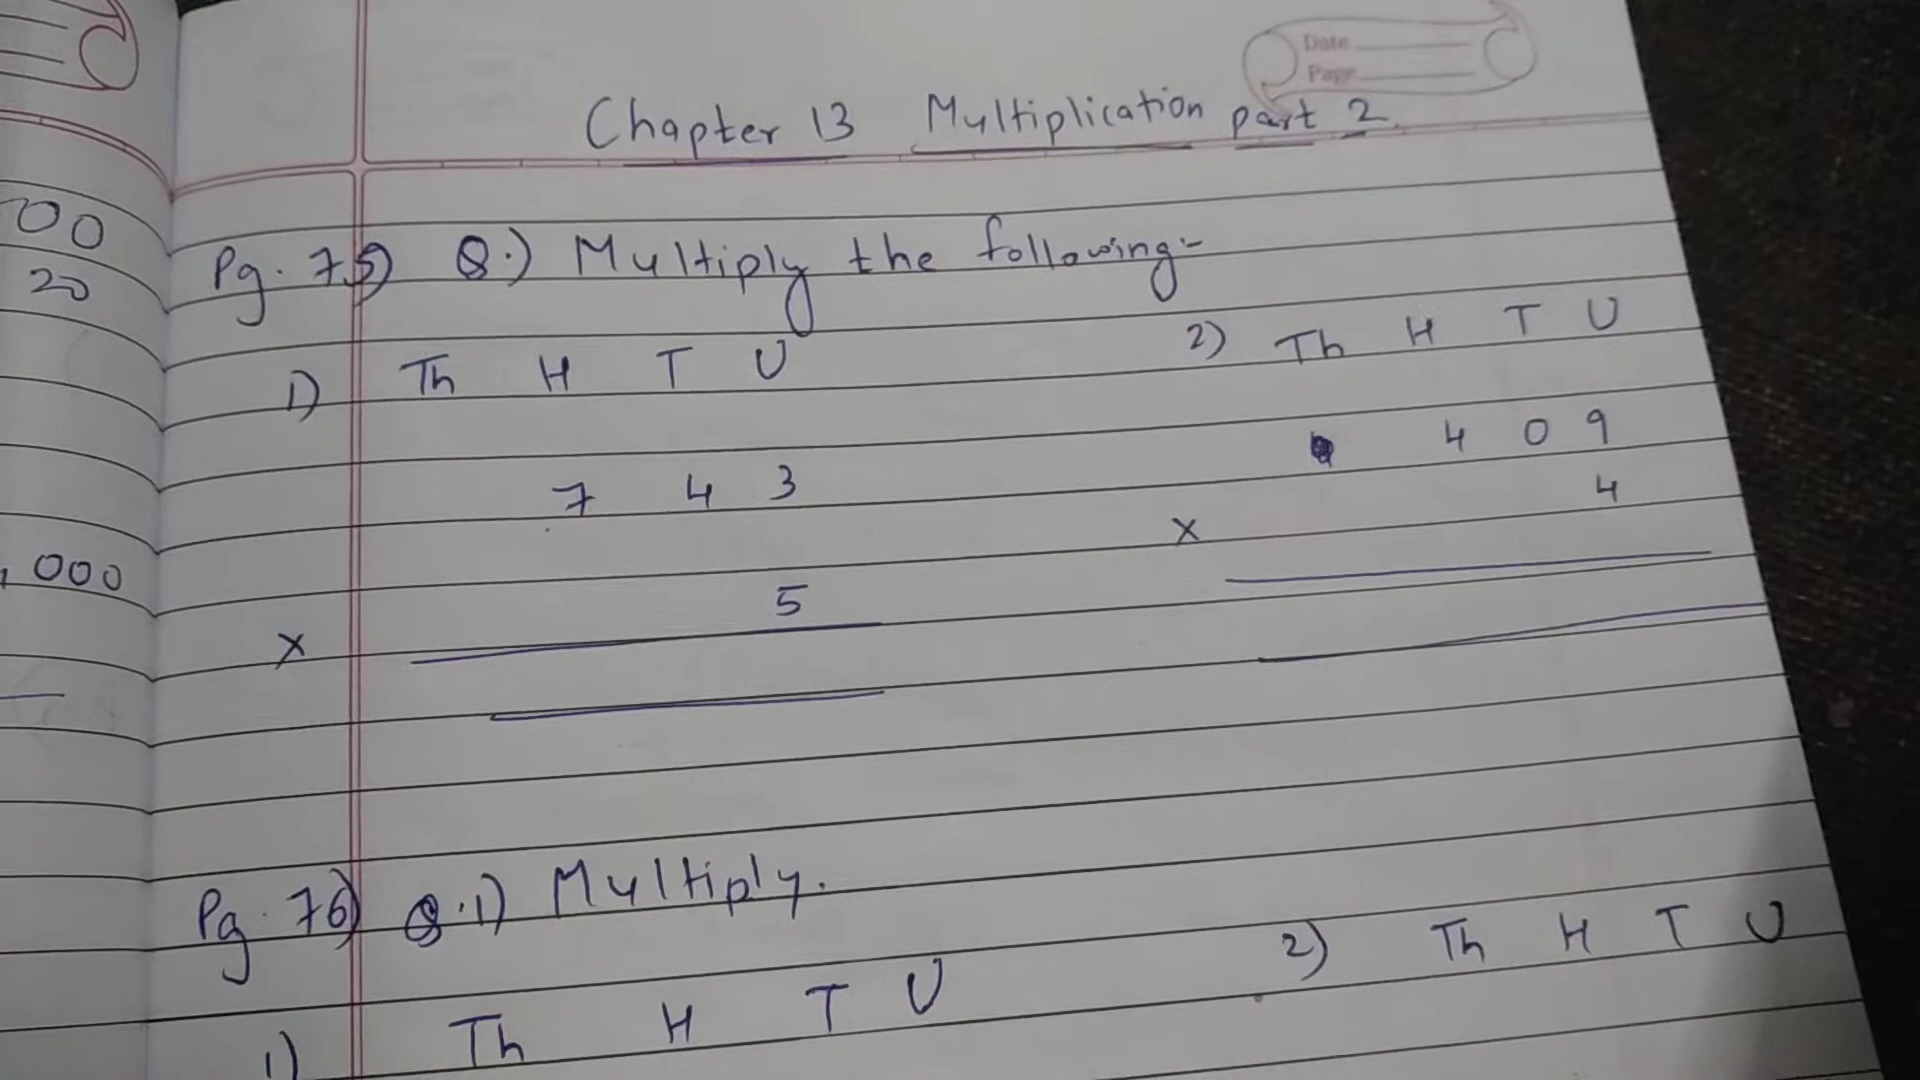 Date
Page
Chapter 13 Multiplication part 2.
00
20
, 000
Pg. 75) Q.) Multiply the following:-
1) Th H T U
7 4 3
x 5
2) Th H T U
4 0 9
x 4
Pg. 76) Q.1) Multiply.
1) Th H T U
2) Th H T U